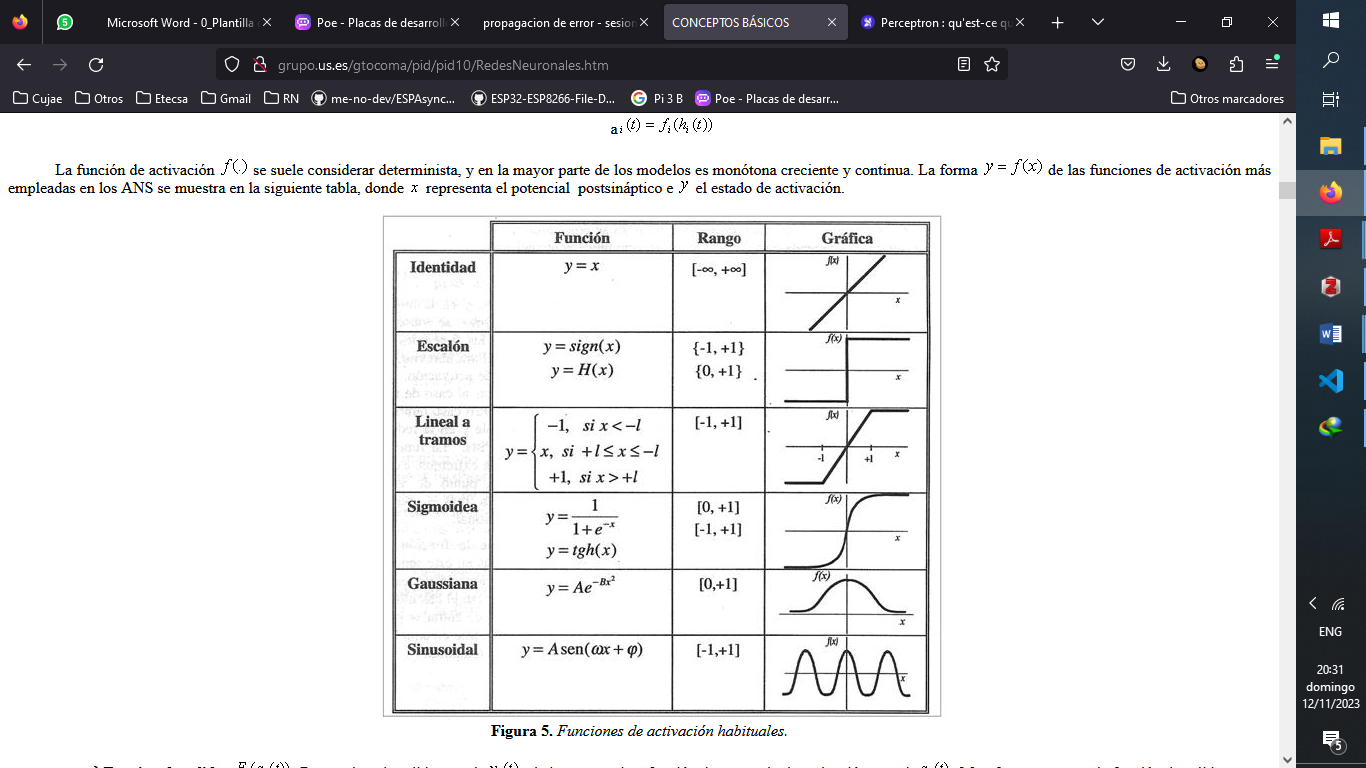 Microsoft Word - 0_Plantilla
Poe - Placas de desarroll
propagacion de error - sesion
CONCEPTOS BÁSICOS
Perceptron : qu'est-ce qu
grupo.us.es/gtocoma/pid/pid10/RedesNeuronales.htm
Cujae
Otros
Etecsa
Gmail
RN
me-no-dev/ESPAsync...
ESP32-ESP8266-File-D...
Pi 3 B
Poe - Placas de desarr...
Otros marcadores
a i (t) = f i (h i (t))
La función de activación f(.) se suele considerar determinista, y en la mayor parte de los modelos es monótona creciente y continua. La forma y = f(x) de las funciones de activación más
empleadas en los ANS se muestra en la siguiente tabla, donde x representa el potencial postsináptico e y el estado de activación.
Función Rango Gráfica
Identidad y = x [-∞, +∞] f(x) x
Escalón y = sign(x) {-1, +1} f(x) x
y = H(x) {0, +1}
Lineal a tramos
y = { −1, si x < −l
x, si +l ≤ x ≤ −l
+1, si x > +l
[-1, +1] f(x) -1 +1 x
Sigmoidea y = 1 / (1+e^−x) [0, +1] f(x) x
y = tgh(x) [-1, +1]
Gaussiana y = Ae^−Bx² [0,+1] f(x) x
Sinusoidal y = A sen(ωx + φ) [-1,+1] f(x) x
Figura 5. Funciones de activación habituales.
ENG
20:31
domingo
12/11/2023
5